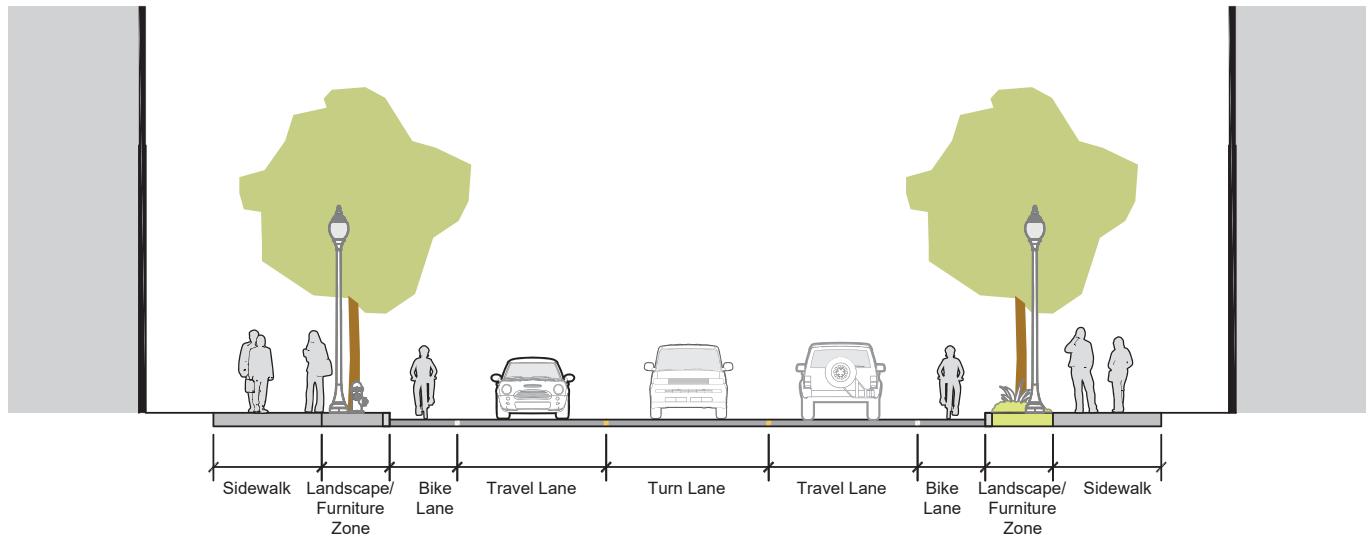 Sidewalk
Landscape/
Furniture
Zone
Bike
Lane
Travel Lane
Turn Lane
Travel Lane
Bike
Lane
Landscape/
Furniture
Zone
Sidewalk